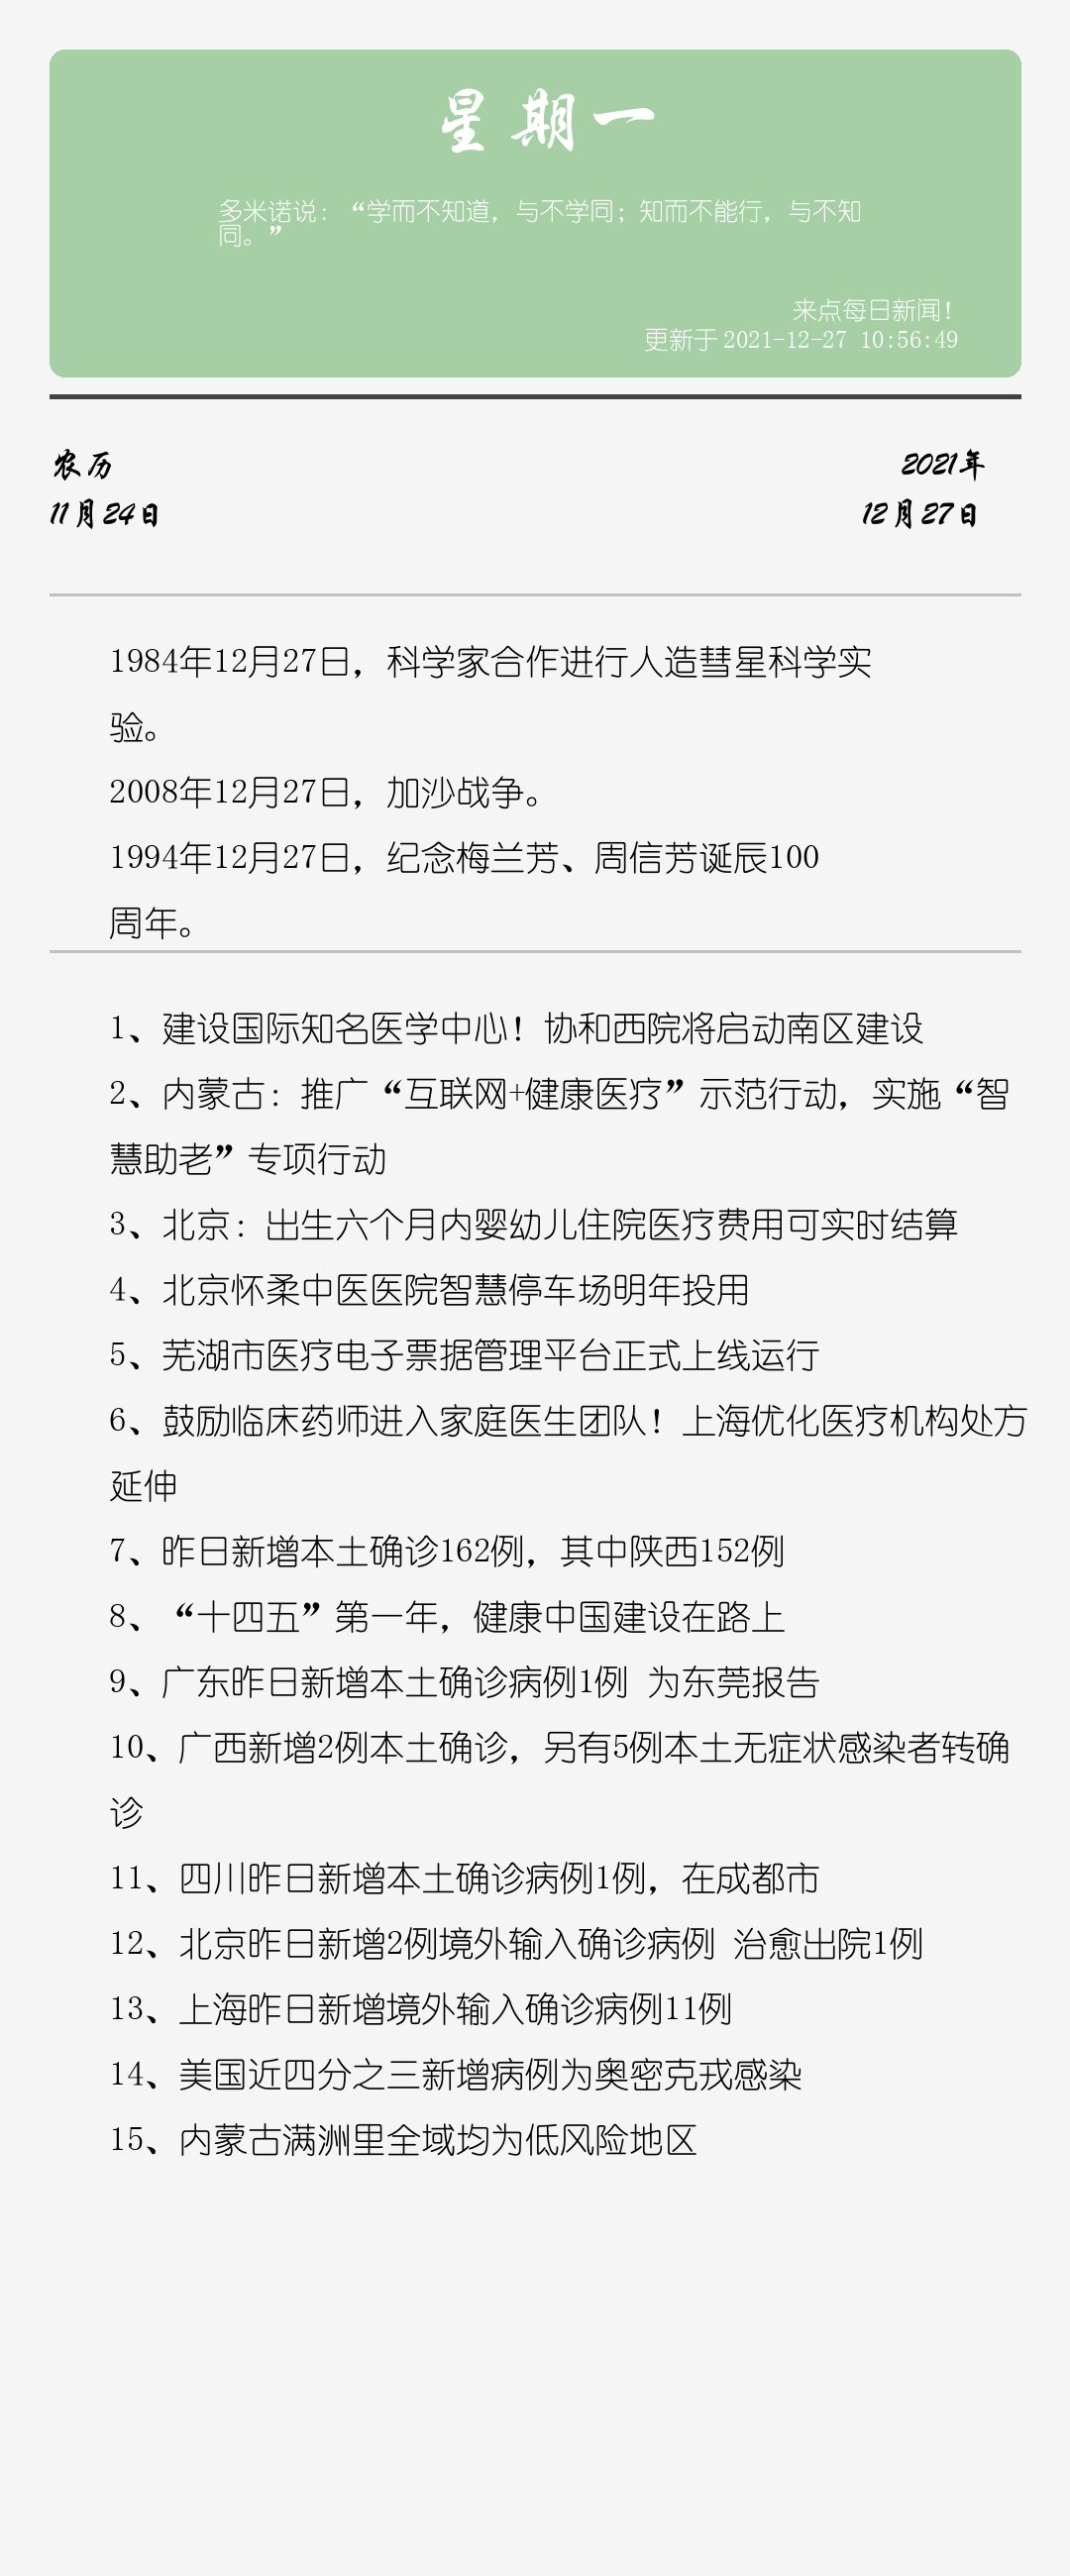 星期一
多米诺说：“学而不知道，与不学同；知而不能行，与不知
同。”
来点每日新闻！
更新于 2021-12-27 10:56:49
农历
2021年
11月24日
12月27日
1984年12月27日，科学家合作进行人造彗星科学实
验。
2008年12月27日，加沙战争。
1994年12月27日，纪念梅兰芳、周信芳诞辰100
周年。
1、建设国际知名医学中心！协和西院将启动南区建设
2、内蒙古：推广“互联网+健康医疗”示范行动，实施“智
慧助老”专项行动
3、北京：出生六个月内婴幼儿住院医疗费用可实时结算
4、北京怀柔中医医院智慧停车场明年投用
5、芜湖市医疗电子票据管理平台正式上线运行
6、鼓励临床药师进入家庭医生团队！上海优化医疗机构处方
延伸
7、昨日新增本土确诊162例，其中陕西152例
8、“十四五”第一年，健康中国建设在路上
9、广东昨日新增本土确诊病例1例 为东莞报告
10、广西新增2例本土确诊，另有5例本土无症状感染者转确
诊
11、四川昨日新增本土确诊病例1例，在成都市
12、北京昨日新增2例境外输入确诊病例 治愈出院1例
13、上海昨日新增境外输入确诊病例11例
14、美国近四分之三新增病例为奥密克戎感染
15、内蒙古满洲里全域均为低风险地区